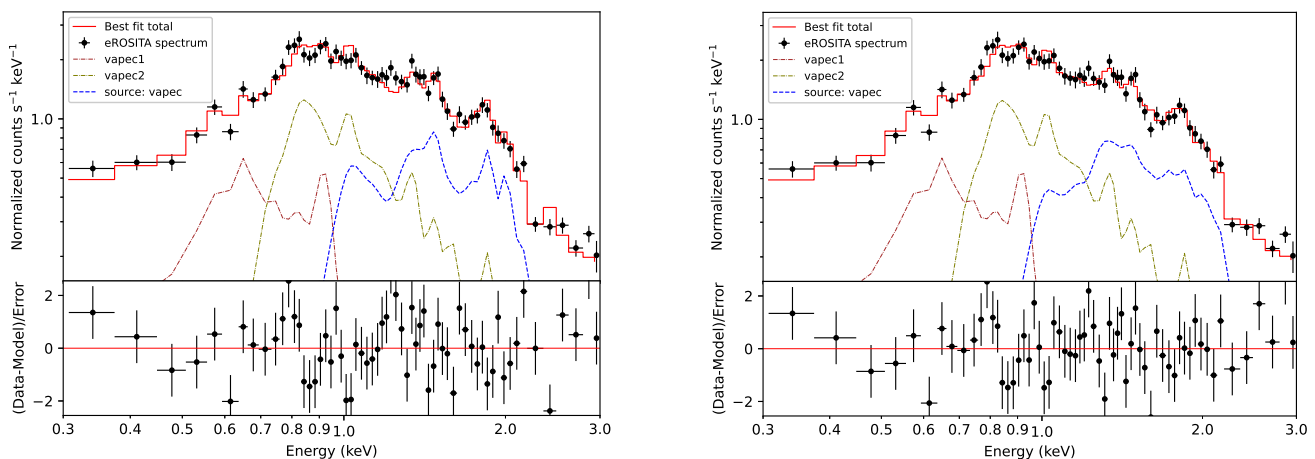 Best fit total
eROSITA spectrum
vapec1
vapec2
source: vapec
Normalized counts s⁻¹ keV⁻¹
1.0
(Data-Model)/Error
2
0
−2
0.3 0.4 0.5 0.6 0.7 0.8 0.9 1.0 2.0 3.0
Energy (keV)
Best fit total
eROSITA spectrum
vapec1
vapec2
source: vapec
Normalized counts s⁻¹ keV⁻¹
1.0
(Data-Model)/Error
2
0
−2
0.3 0.4 0.5 0.6 0.7 0.8 0.9 1.0 2.0 3.0
Energy (keV)